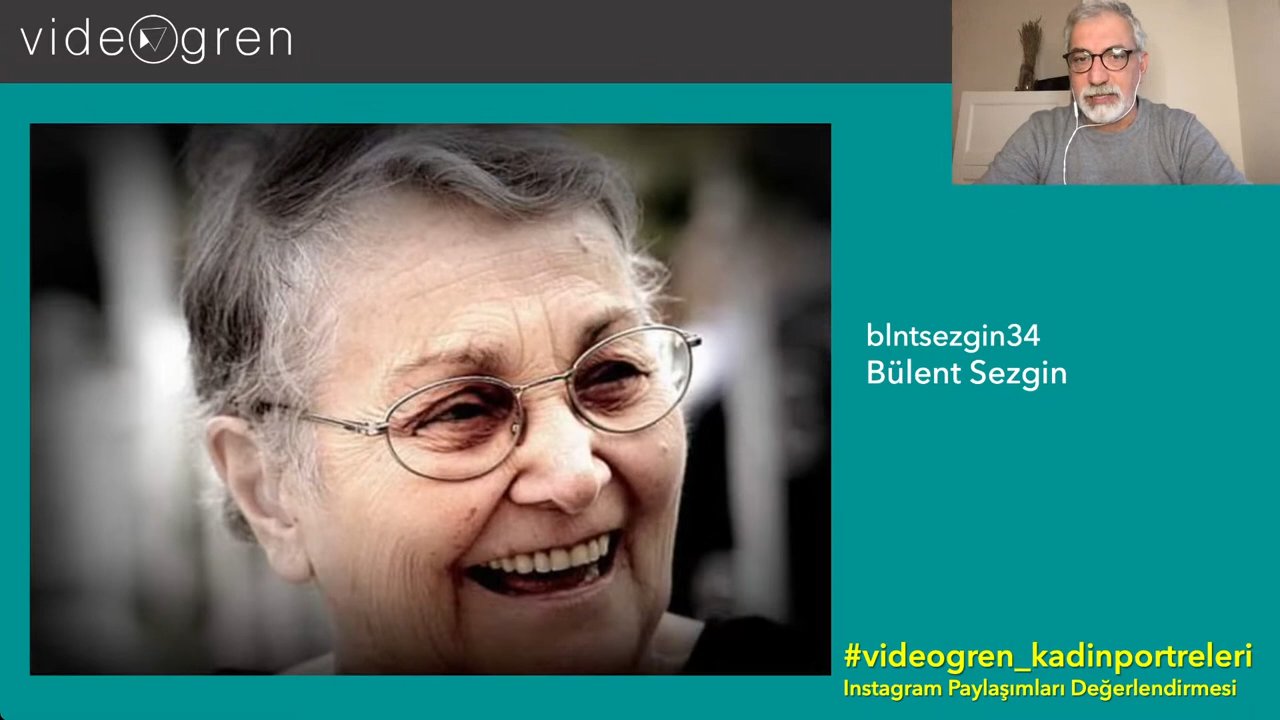 videogren
blntsezgin34
Bülent Sezgin
#videogren_kadinportreleri
Instagram Paylaşımları Değerlendirmesi